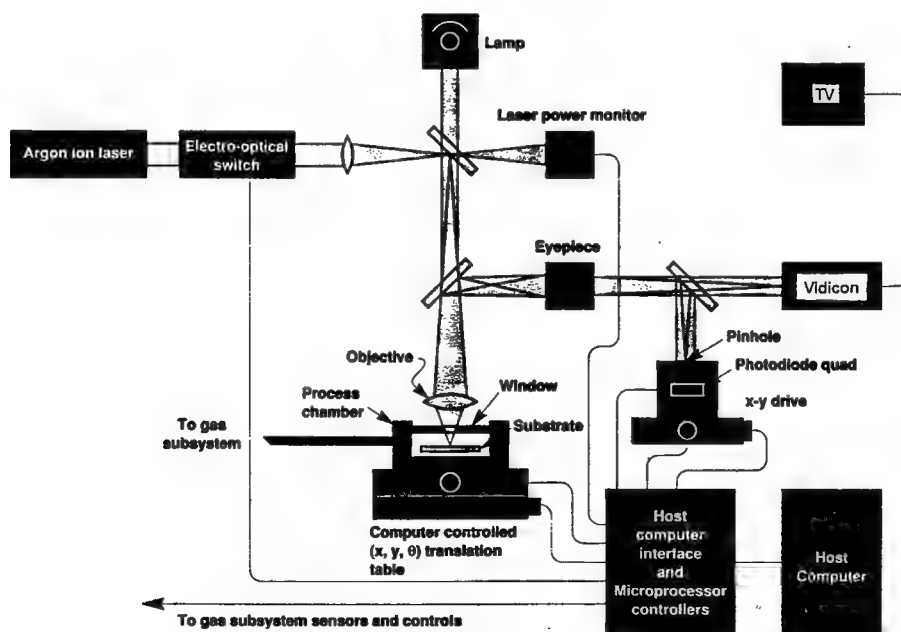 Lamp
TV
Laser power monitor
Argon ion laser
Electro-optical
switch
Eyepiece
Vidicon
Pinhole
Photodiode quad
x-y drive
Objective
Window
Process
chamber
Substrate
To gas
subsystem
Computer controlled
(x, y, θ) translation
table
Host
computer
interface
and
Microprocessor
controllers
Host
Computer
To gas subsystem sensors and controls